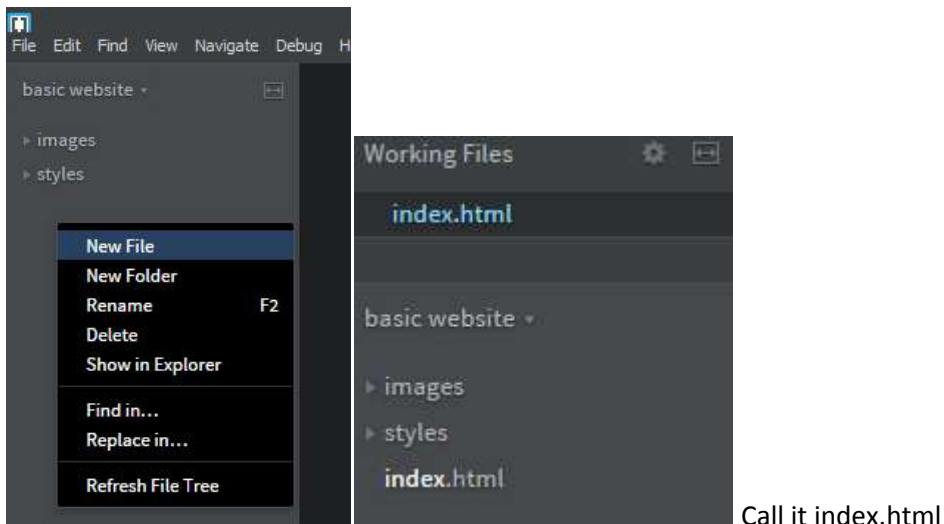 File Edit Find View Navigate Debug H
basic website
images
styles
New File
New Folder
Rename F2
Delete
Show in Explorer
Find in...
Replace in...
Refresh File Tree
Working Files
index.html
basic website
images
styles
index.html
Call it index.html